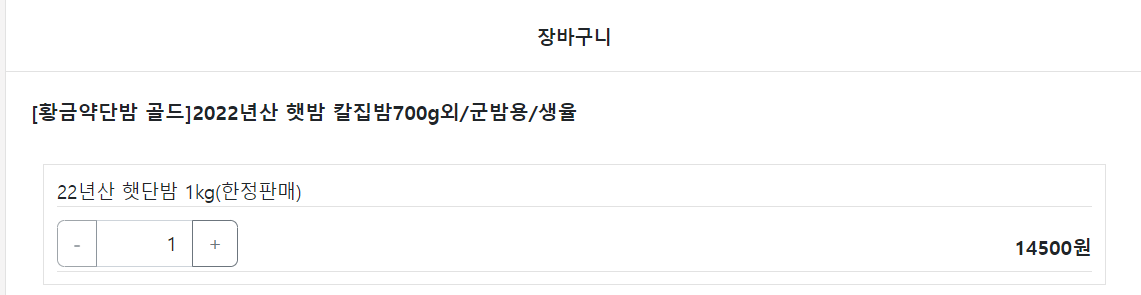 장바구니
[황금약단밤 골드]2022년산 햇밤 칼집밤700g외/군밤용/생율
22년산 햇단밤 1kg(한정판매)
- 1 +
14500원